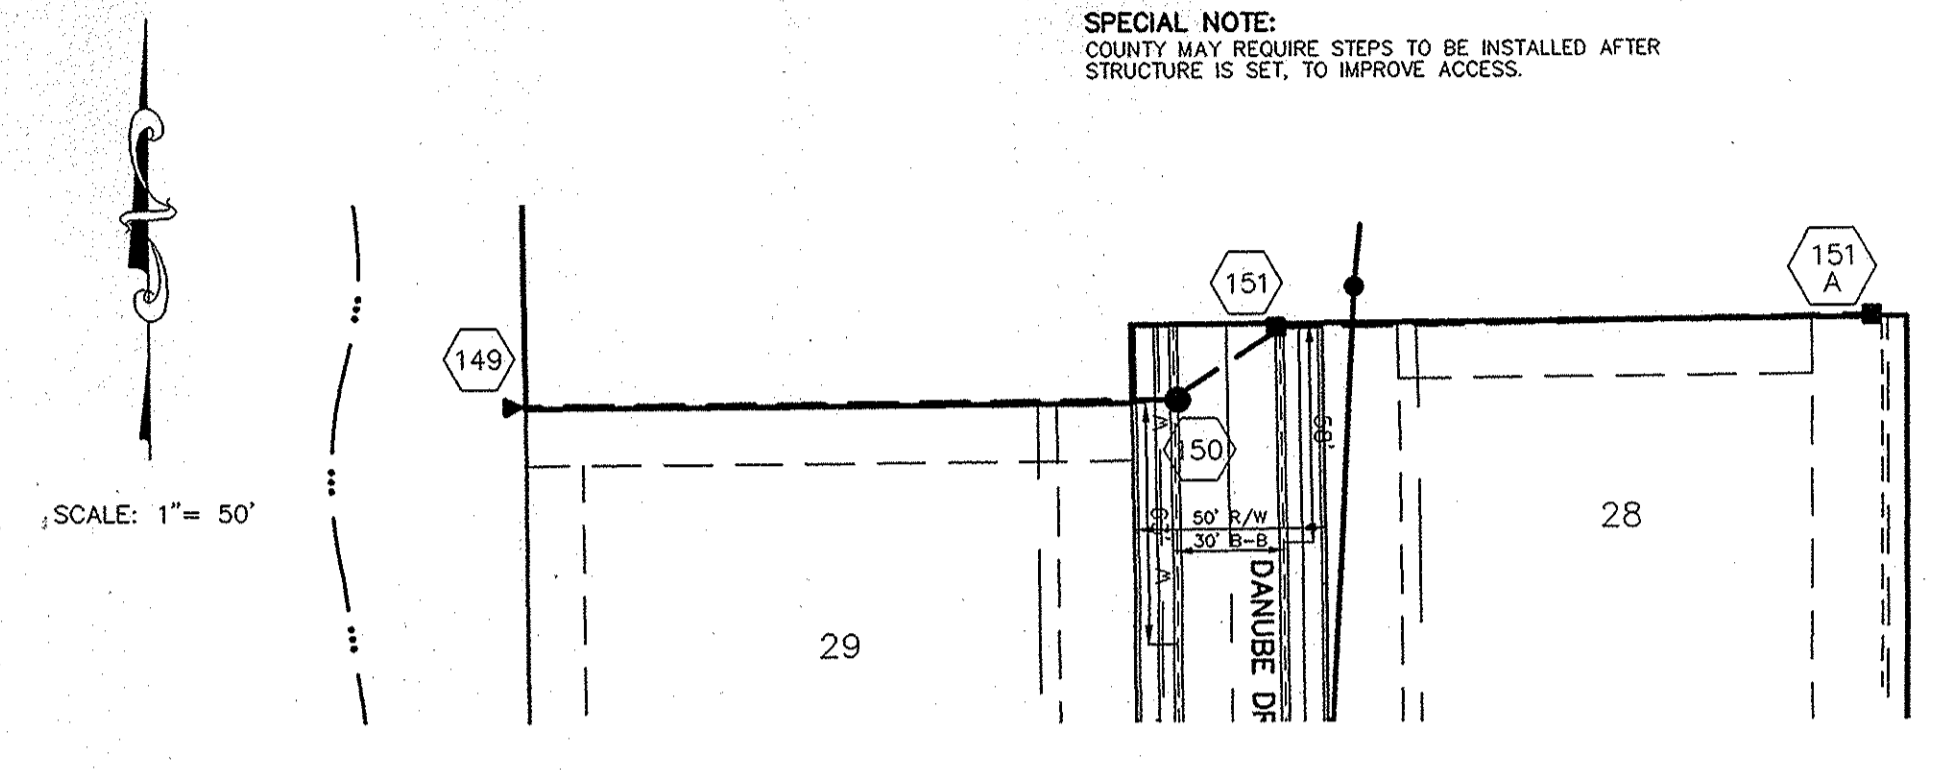 SPECIAL NOTE:
COUNTY MAY REQUIRE STEPS TO BE INSTALLED AFTER
STRUCTURE IS SET, TO IMPROVE ACCESS.
151
A
151
149
150
68'
SCALE: 1"= 50'
W
50' R/W
30' B-B
28
W
DANUBE
29